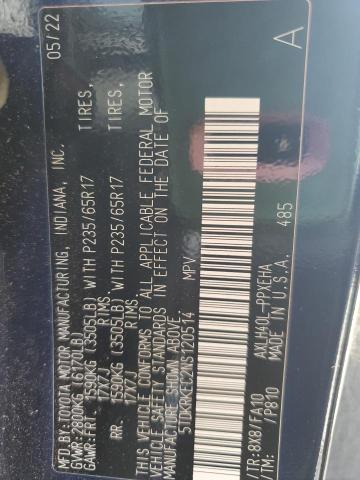 MFD. BY: TOYOTA MOTOR MANUFACTURING, INDIANA, INC. 05/22
GVWR: 2800KG (6170LB)
GAWR: FRT. 1590KG (3505LB) WITH P235/65R17 TIRES,
17X7J RIMS.
RR. 1590KG (3505LB) WITH P235/65R17 TIRES,
17X7J RIMS.
THIS VEHICLE CONFORMS TO ALL APPLICABLE FEDERAL MOTOR
VEHICLE SAFETY STANDARDS IN EFFECT ON THE DATE OF
MANUFACTURE SHOWN ABOVE.
5TDKRKEC2NS120514 MPV
AXLH40L-PPXEHA A
C/TR: 8X8/FA10 MADE IN U.S.A. 485
A/TM: /P810